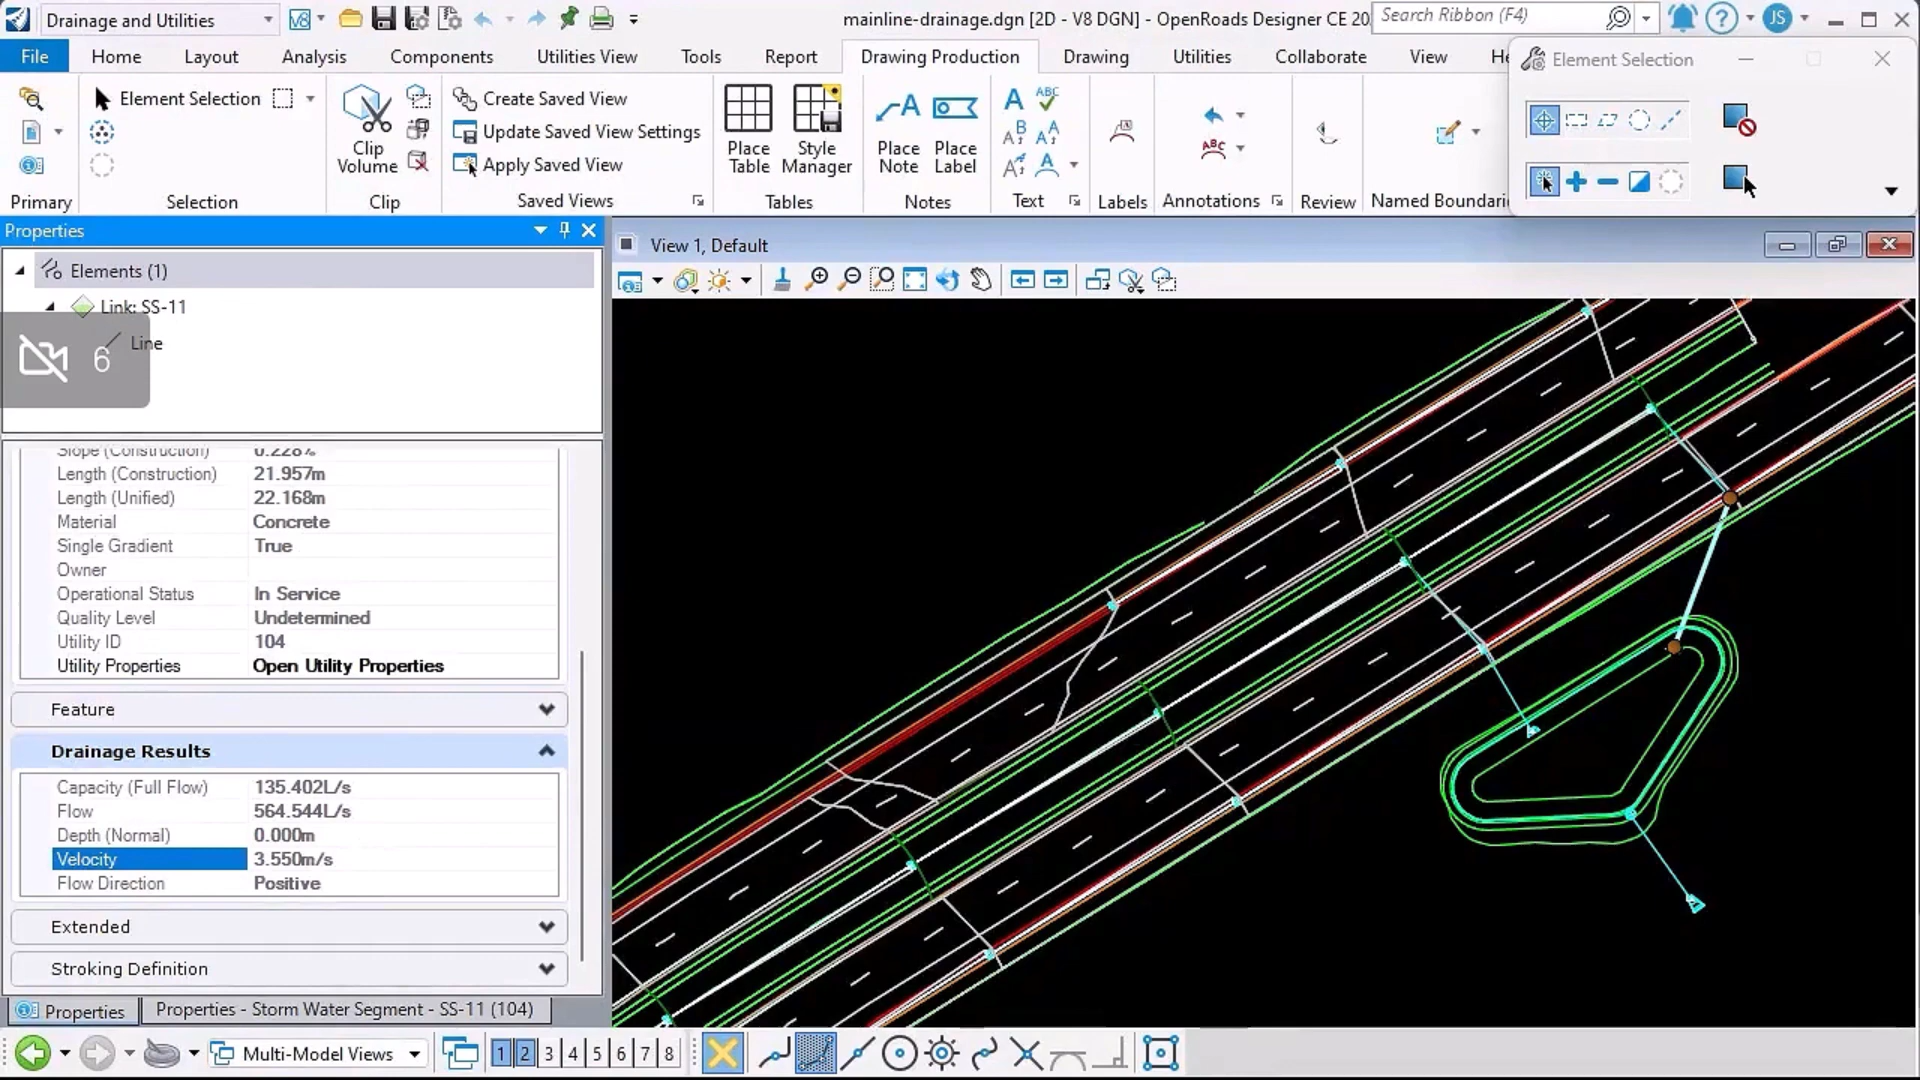 Drainage and Utilities
V8
mainline-drainage.dgn [2D - V8 DGN] - OpenRoads Designer CE 20
Search Ribbon (F4)
JS
File
Home
Layout
Analysis
Components
Utilities View
Tools
Report
Drawing Production
Drawing
Utilities
Collaborate
View
He
Element Selection
Element Selection
Clip Volume
Create Saved View
Update Saved View Settings
Apply Saved View
Place Table
Style Manager
Place Note
Place Label
Primary
Selection
Clip
Saved Views
Tables
Notes
Text
Labels
Annotations
Review
Named Boundari
Properties
View 1, Default
Elements (1)
Link: SS-11
Line
6
Slope (Construction) 0.228%
Length (Construction) 21.957m
Length (Unified) 22.168m
Material Concrete
Single Gradient True
Owner
Operational Status In Service
Quality Level Undetermined
Utility ID 104
Utility Properties Open Utility Properties
Feature
Drainage Results
Capacity (Full Flow) 135.402L/s
Flow 564.544L/s
Depth (Normal) 0.000m
Velocity 3.550m/s
Flow Direction Positive
Extended
Stroking Definition
Properties
Properties - Storm Water Segment - SS-11 (104)
Multi-Model Views
1 2 3 4 5 6 7 8